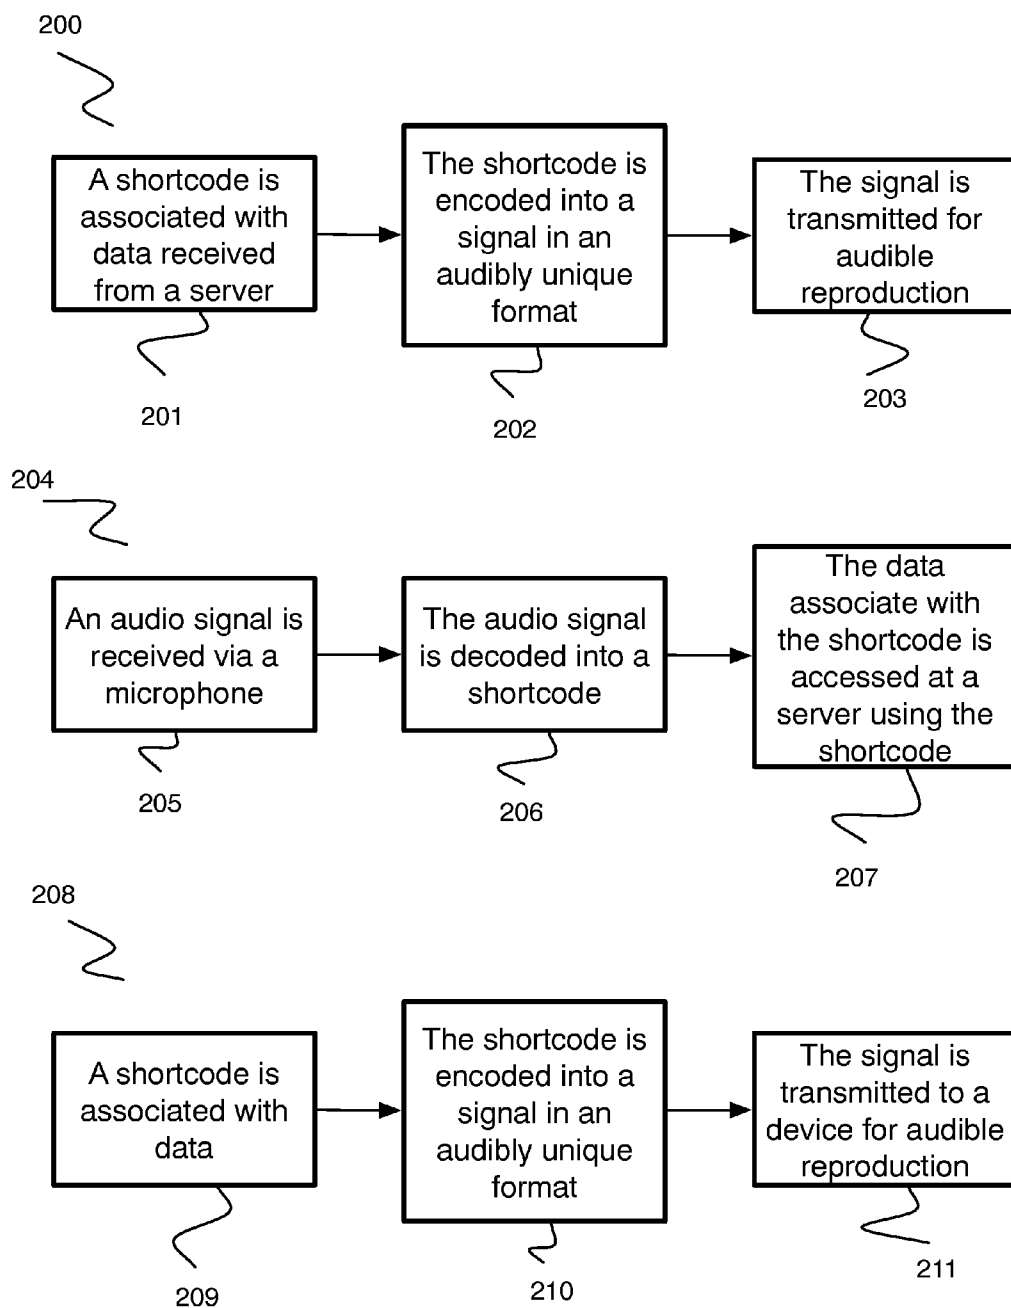 200
A shortcode is
associated with
data received
from a server
201
The shortcode is
encoded into a
signal in an
audibly unique
format
202
The signal is
transmitted for
audible
reproduction
203
204
An audio signal is
received via a
microphone
205
The audio signal
is decoded into a
shortcode
206
The data
associate with
the shortcode is
accessed at a
server using the
shortcode
207
208
A shortcode is
associated with
data
209
The shortcode is
encoded into a
signal in an
audibly unique
format
210
The signal is
transmitted to a
device for audible
reproduction
211